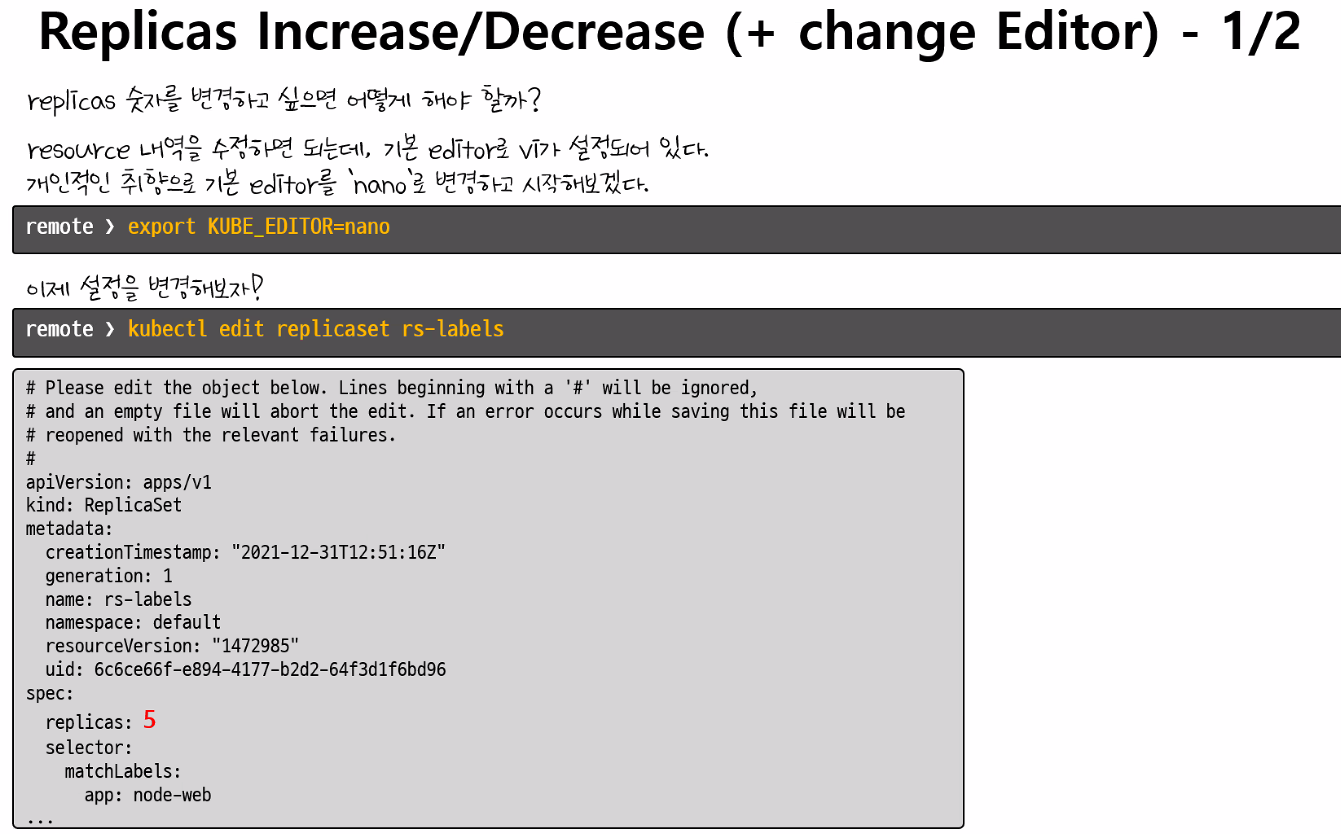 Replicas Increase/Decrease (+ change Editor) - 1/2
replicas 숫자를 변경하고 싶으면 어떻게 해야 할까?
resource 내역을 수정하면 되는데, 기본 editor로 vi가 설정되어 있다.
개인적인 취향으로 기본 editor를 'nano'로 변경하고 시작해보겠다.
remote ❯ export KUBE_EDITOR=nano
이제 설정을 변경해보자!
remote ❯ kubectl edit replicaset rs-labels
# Please edit the object below. Lines beginning with a '#' will be ignored,
# and an empty file will abort the edit. If an error occurs while saving this file will be
# reopened with the relevant failures.
#
apiVersion: apps/v1
kind: ReplicaSet
metadata:
  creationTimestamp: "2021-12-31T12:51:16Z"
  generation: 1
  name: rs-labels
  namespace: default
  resourceVersion: "1472985"
  uid: 6c6ce66f-e894-4177-b2d2-64f3d1f6bd96
spec:
  replicas: 5
  selector:
    matchLabels:
      app: node-web
...